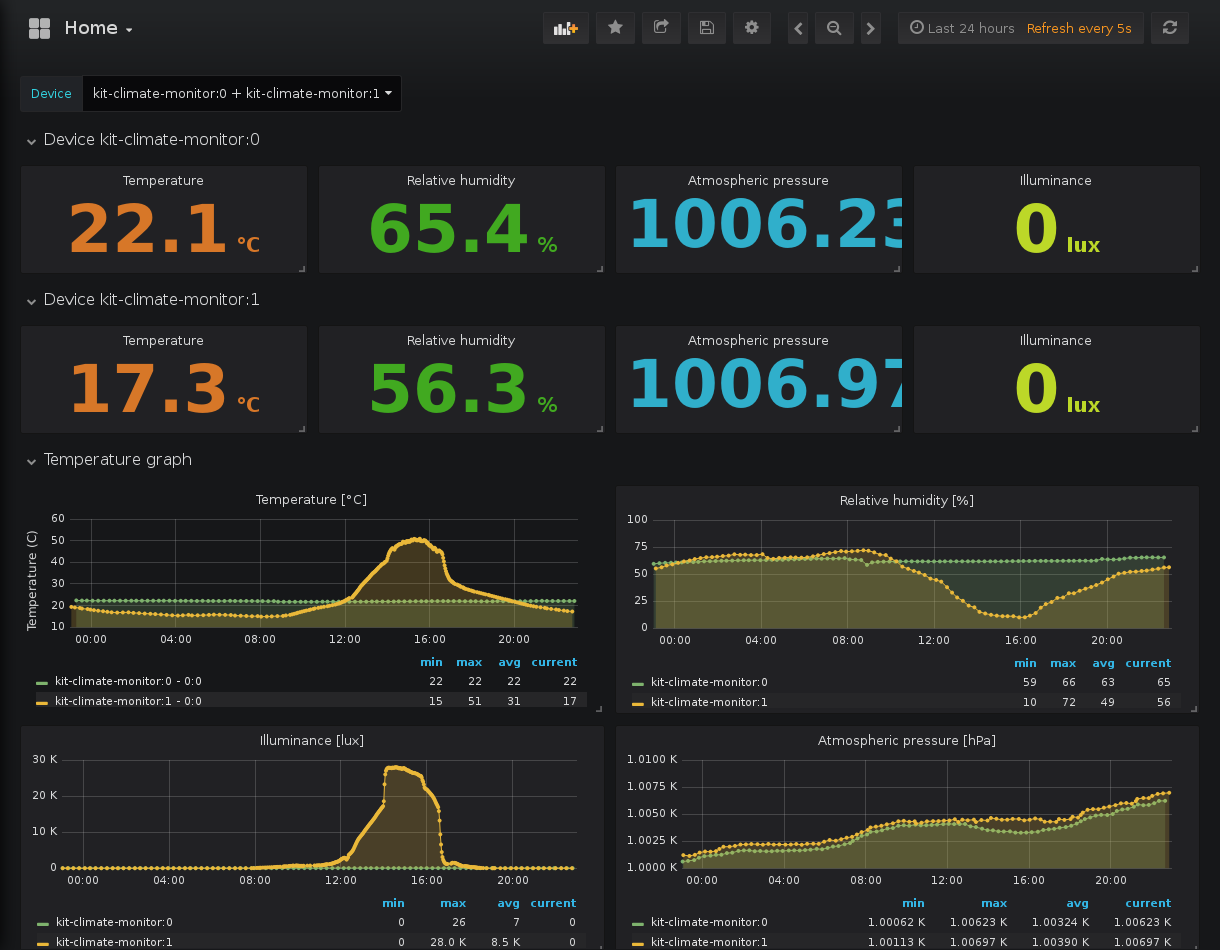 Home
Last 24 hours Refresh every 5s
Device kit-climate-monitor:0 + kit-climate-monitor:1
Device kit-climate-monitor:0
Temperature
22.1 °C
Relative humidity
65.4 %
Atmospheric pressure
1006.23
Illuminance
0 lux
Device kit-climate-monitor:1
Temperature
17.3 °C
Relative humidity
56.3 %
Atmospheric pressure
1006.97
Illuminance
0 lux
Temperature graph
Temperature [°C]
Temperature (C)
60
50
40
30
20
10
00:00 04:00 08:00 12:00 16:00 20:00
min max avg current
kit-climate-monitor:0 - 0:0 22 22 22 22
kit-climate-monitor:1 - 0:0 15 51 31 17
Relative humidity [%]
100
75
50
25
0
00:00 04:00 08:00 12:00 16:00 20:00
min max avg current
kit-climate-monitor:0 59 66 63 65
kit-climate-monitor:1 10 72 49 56
Illuminance [lux]
30 K
20 K
10 K
0
00:00 04:00 08:00 12:00 16:00 20:00
min max avg current
kit-climate-monitor:0 0 26 7 0
kit-climate-monitor:1 0 28.0 K 8.5 K 0
Atmospheric pressure [hPa]
1.0100 K
1.0075 K
1.0050 K
1.0025 K
1.0000 K
00:00 04:00 08:00 12:00 16:00 20:00
min max avg current
kit-climate-monitor:0 1.00062 K 1.00623 K 1.00324 K 1.00623 K
kit-climate-monitor:1 1.00113 K 1.00697 K 1.00390 K 1.00697 K